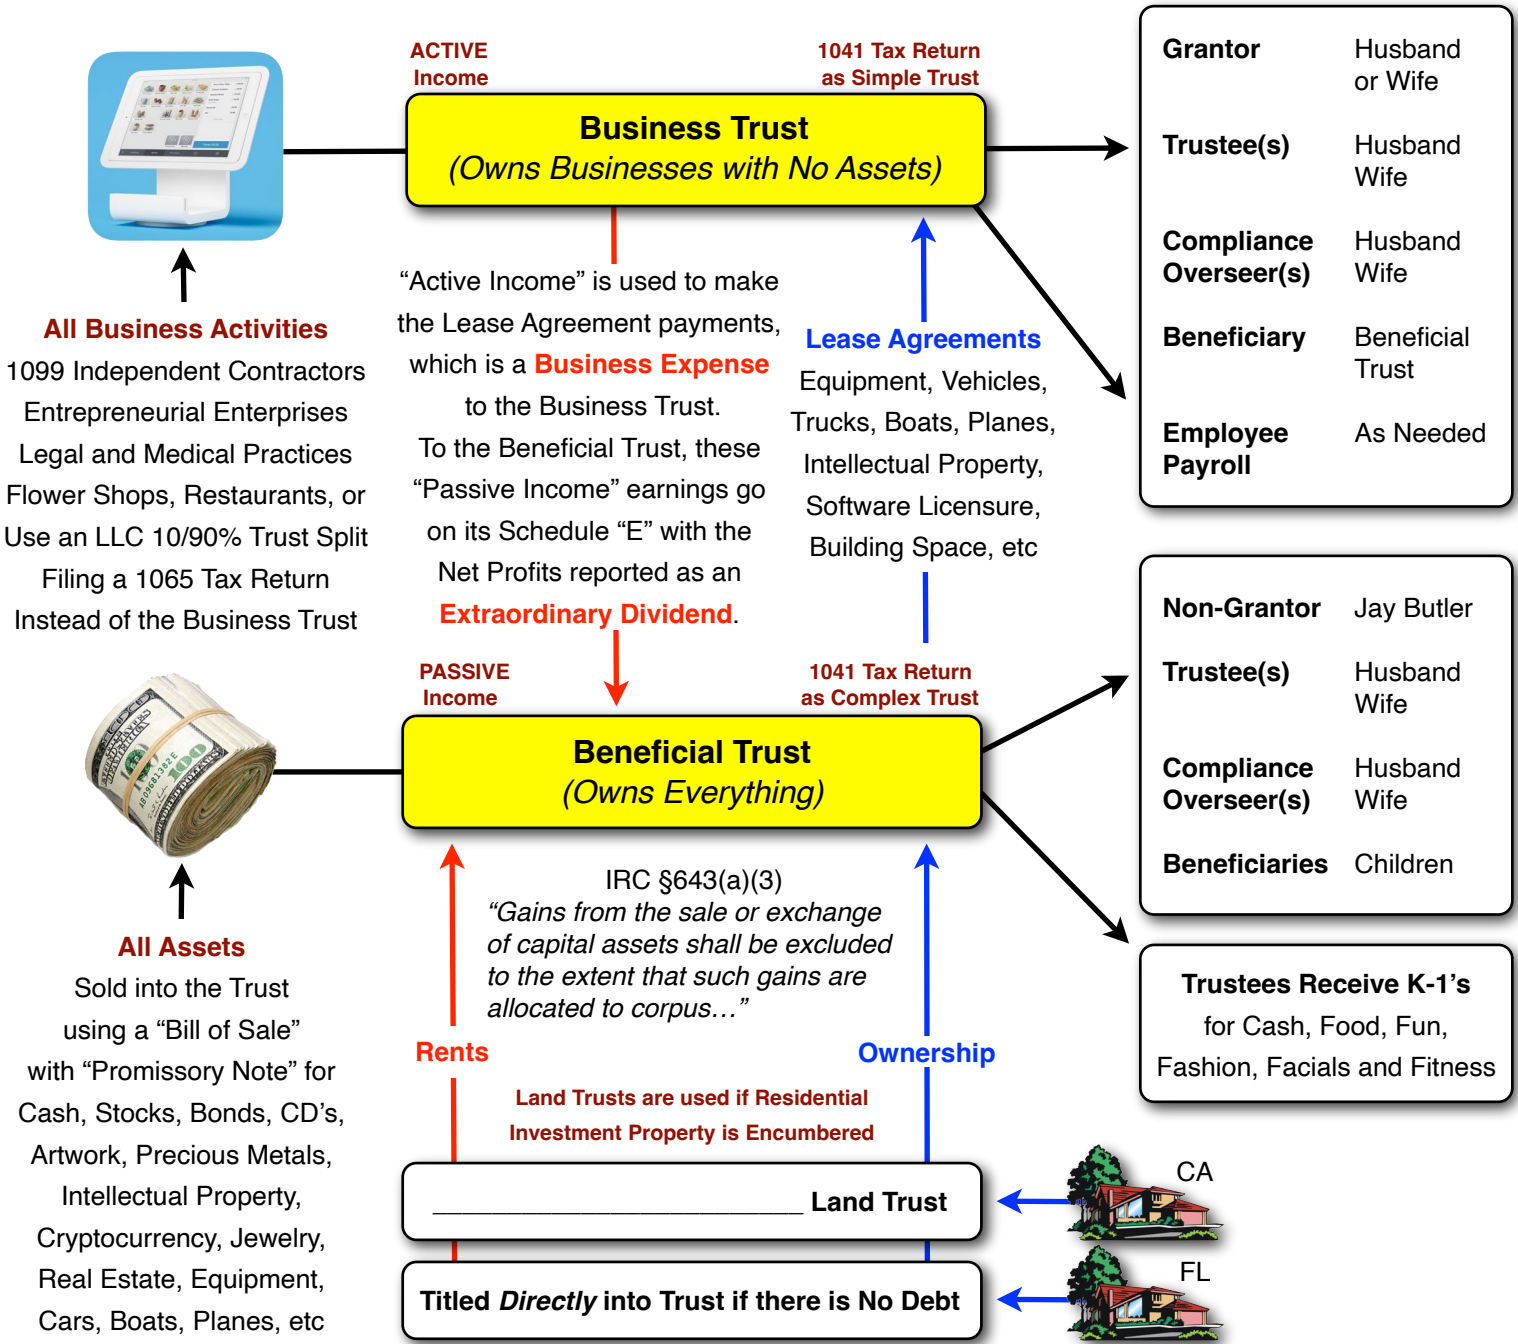 ACTIVE
Income
1041 Tax Return
as Simple Trust
Business Trust
(Owns Businesses with No Assets)
Grantor Husband
or Wife
Trustee(s) Husband
Wife
Compliance Husband
Overseer(s) Wife
Beneficiary Beneficial
Trust
Employee As Needed
Payroll
All Business Activities
1099 Independent Contractors
Entrepreneurial Enterprises
Legal and Medical Practices
Flower Shops, Restaurants, or
Use an LLC 10/90% Trust Split
Filing a 1065 Tax Return
Instead of the Business Trust
“Active Income” is used to make
the Lease Agreement payments,
which is a Business Expense
to the Business Trust.
To the Beneficial Trust, these
“Passive Income” earnings go
on its Schedule “E” with the
Net Profits reported as an
Extraordinary Dividend.
Lease Agreements
Equipment, Vehicles,
Trucks, Boats, Planes,
Intellectual Property,
Software Licensure,
Building Space, etc
PASSIVE
Income
1041 Tax Return
as Complex Trust
Beneficial Trust
(Owns Everything)
Non-Grantor Jay Butler
Trustee(s) Husband
Wife
Compliance Husband
Overseer(s) Wife
Beneficiaries Children
100
AB09681382E
All Assets
Sold into the Trust
using a “Bill of Sale”
with “Promissory Note” for
Cash, Stocks, Bonds, CD’s,
Artwork, Precious Metals,
Intellectual Property,
Cryptocurrency, Jewelry,
Real Estate, Equipment,
Cars, Boats, Planes, etc
IRC §643(a)(3)
“Gains from the sale or exchange
of capital assets shall be excluded
to the extent that such gains are
allocated to corpus…”
Rents
Ownership
Trustees Receive K-1’s
for Cash, Food, Fun,
Fashion, Facials and Fitness
Land Trusts are used if Residential
Investment Property is Encumbered
_________________________ Land Trust
CA
Titled Directly into Trust if there is No Debt
FL